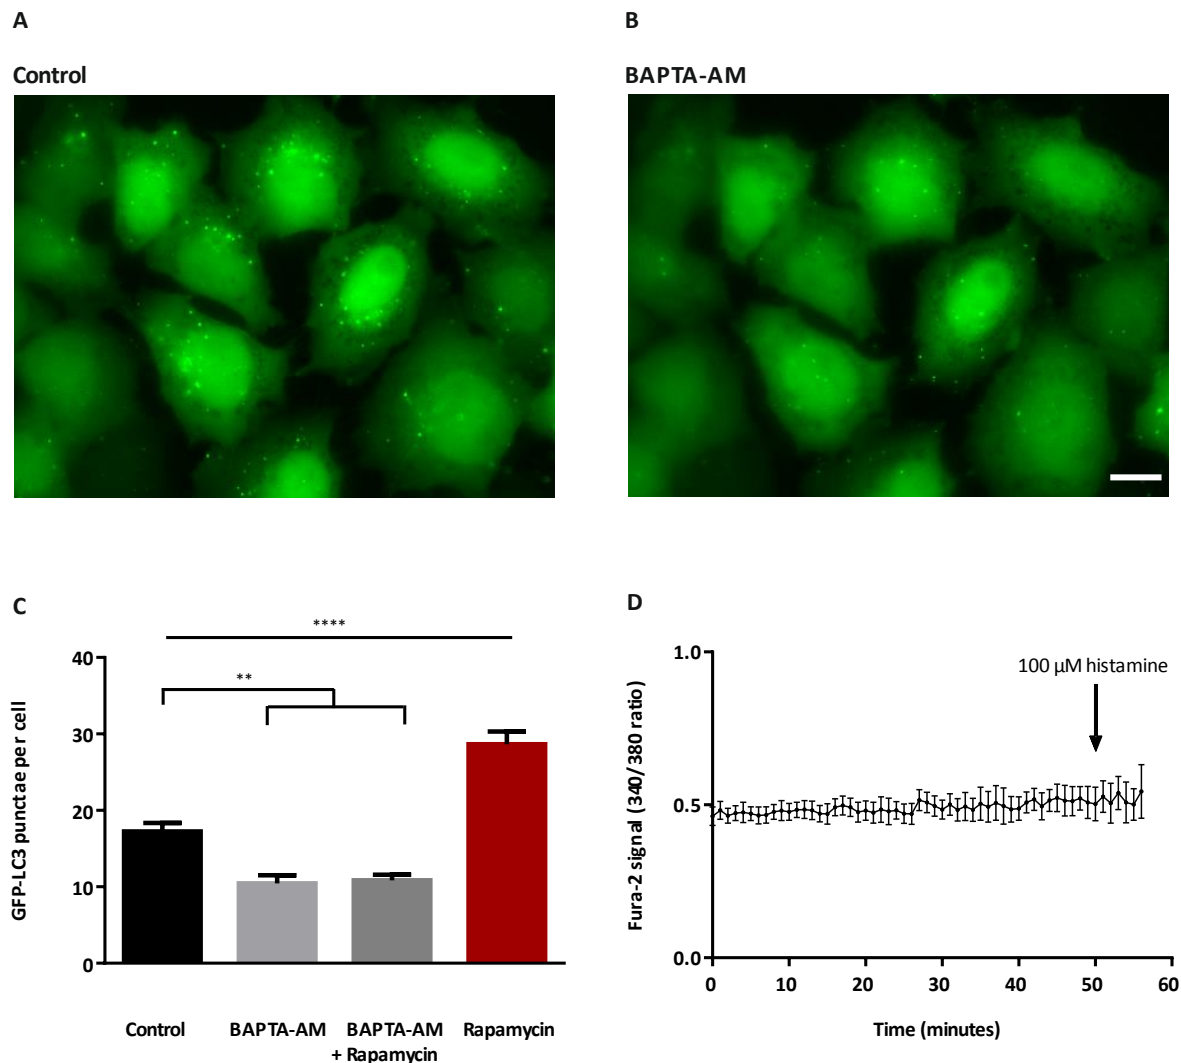 A
B
Control
BAPTA-AM
C
****
**
GFP-LC3 punctae per cell
40
30
20
10
0
Control
BAPTA-AM
BAPTA-AM
+ Rapamycin
Rapamycin
D
Fura-2 signal (340/380 ratio)
1.0
0.5
0.0
100 µM histamine
0
10
20
30
40
50
60
Time (minutes)